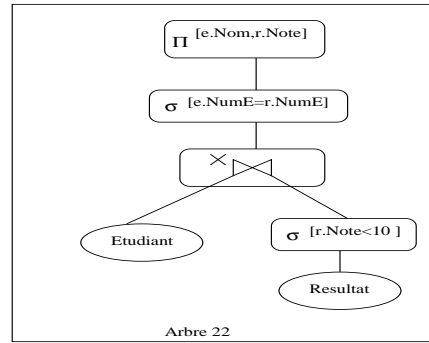 Π [e.Nom,r.Note]
σ [e.NumE=r.NumE]
×
Etudiant
σ [r.Note<10 ]
Resultat
Arbre 22